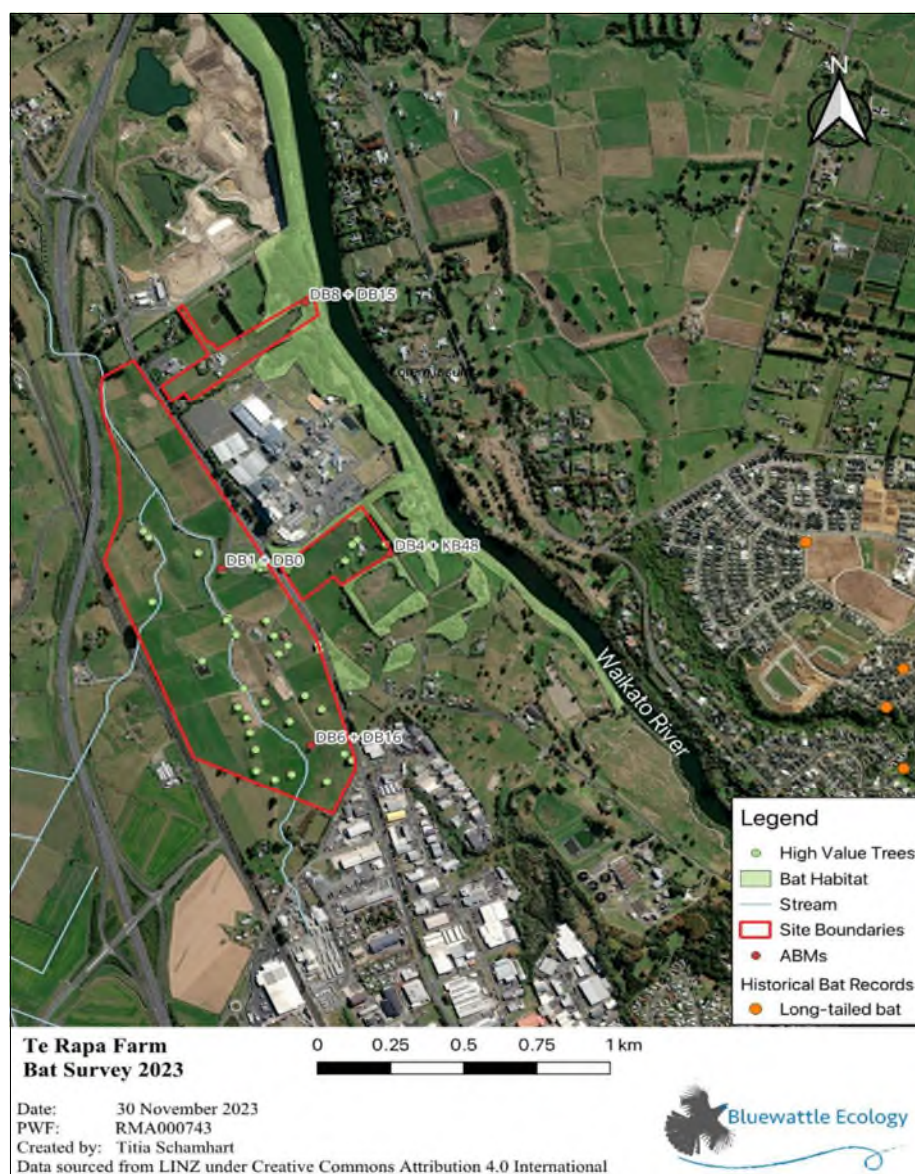 N
DB8 + DB15
DB4 + KB48
DB1 + DB0
DB6 + DB16
Waikato River
Legend
High Value Trees
Bat Habitat
Stream
Site Boundaries
ABMs
Historical Bat Records
Long-tailed bat
Te Rapa Farm
Bat Survey 2023
0 0.25 0.5 0.75 1 km
Date: 30 November 2023
PWF: RMA000743
Created by: Titia Schamhart
Data sourced from LINZ under Creative Commons Attribution 4.0 International
Bluewattle Ecology